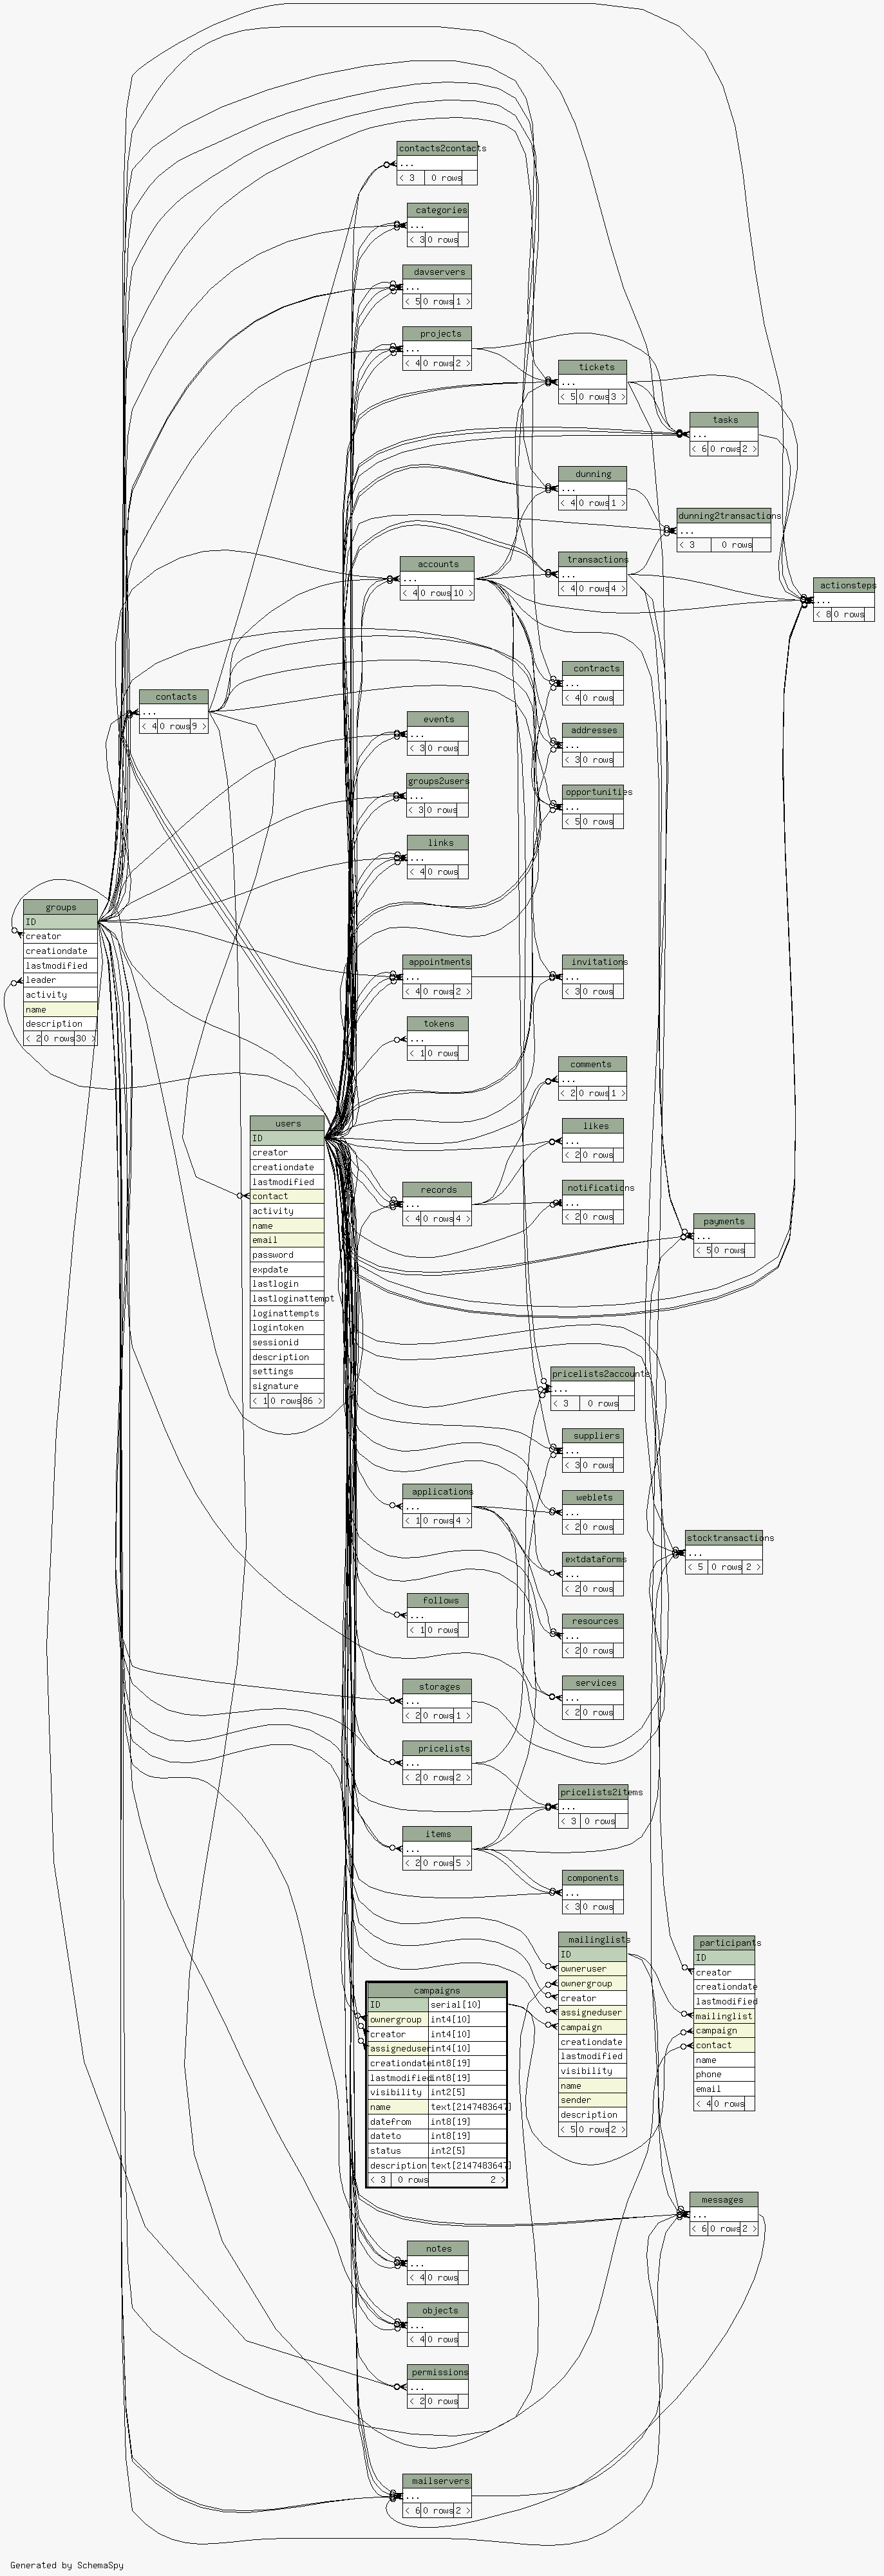 contacts2contacts
...
< 3 0 rows
categories
...
< 3 0 rows
davservers
...
< 5 0 rows 1 >
projects
...
< 4 0 rows 2 >
tickets
...
< 5 0 rows 3 >
tasks
...
< 6 0 rows 2 >
dunning
...
< 4 0 rows 1 >
dunning2transactions
...
< 3 0 rows
transactions
...
< 4 0 rows 4 >
accounts
...
< 4 0 rows 10 >
actionsteps
...
< 8 0 rows
contracts
...
< 4 0 rows
contacts
...
< 4 0 rows 9 >
events
...
< 3 0 rows
addresses
...
< 3 0 rows
groups2users
...
< 3 0 rows
opportunities
...
< 5 0 rows
links
...
< 4 0 rows
groups
ID
creator
creationdate
lastmodified
leader
activity
name
description
< 2 0 rows 30 >
appointments
...
< 4 0 rows 2 >
invitations
...
< 3 0 rows
tokens
...
< 1 0 rows
comments
...
< 2 0 rows 1 >
users
ID
creator
creationdate
lastmodified
contact
activity
name
email
password
expdate
lastlogin
lastloginattempt
loginattempts
logintoken
sessionid
description
settings
signature
< 1 0 rows 86 >
likes
...
< 2 0 rows
records
...
< 4 0 rows 4 >
notifications
...
< 2 0 rows
payments
...
< 5 0 rows
pricelists2accounts
...
< 3 0 rows
suppliers
...
< 3 0 rows
applications
...
< 1 0 rows 4 >
weblets
...
< 2 0 rows
stocktransactions
...
< 5 0 rows 2 >
extdataforms
...
< 2 0 rows
follows
...
< 1 0 rows
resources
...
< 2 0 rows
storages
...
< 2 0 rows 1 >
services
...
< 2 0 rows
pricelists
...
< 2 0 rows 2 >
pricelists2items
...
< 3 0 rows
items
...
< 2 0 rows 5 >
components
...
< 3 0 rows
mailinglists
ID
owneruser
ownergroup
creator
assigneduser
campaign
creationdate
lastmodified
visibility
name
sender
description
< 5 0 rows 2 >
participants
ID
creator
creationdate
lastmodified
mailinglist
campaign
contact
name
phone
email
< 4 0 rows
campaigns
ID serial[10]
ownergroup int4[10]
creator int4[10]
assigneduser int4[10]
creationdate int8[19]
lastmodified int8[19]
visibility int2[5]
name text[2147483647]
datefrom int8[19]
dateto int8[19]
status int2[5]
description text[2147483647]
< 3 0 rows 2 >
messages
...
< 6 0 rows 2 >
notes
...
< 4 0 rows
objects
...
< 4 0 rows
permissions
...
< 2 0 rows
mailservers
...
< 6 0 rows 2 >
Generated by SchemaSpy